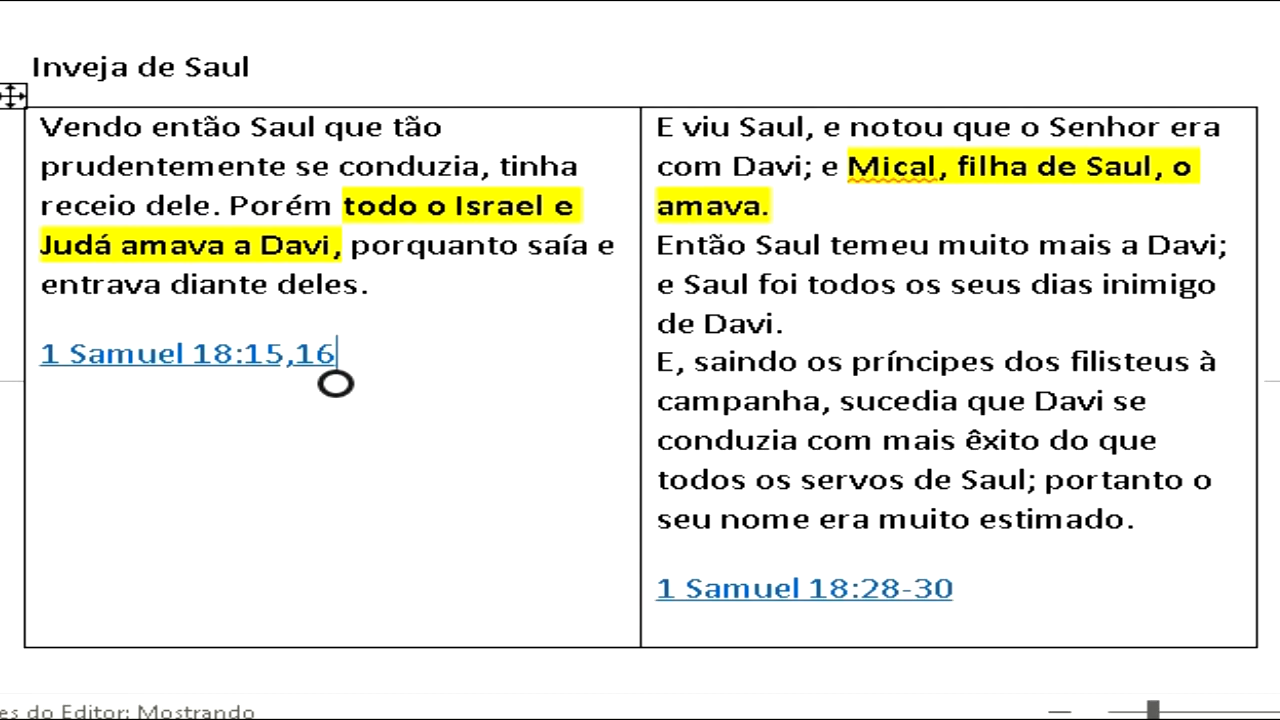 Inveja de Saul
Vendo então Saul que tão
prudentemente se conduzia, tinha
receio dele. Porém todo o Israel e
Judá amava a Davi, porquanto saía e
entrava diante deles.
1 Samuel 18:15,16
E viu Saul, e notou que o Senhor era
com Davi; e Mical, filha de Saul, o
amava.
Então Saul temeu muito mais a Davi;
e Saul foi todos os seus dias inimigo
de Davi.
E, saindo os príncipes dos filisteus à
campanha, sucedia que Davi se
conduzia com mais êxito do que
todos os servos de Saul; portanto o
seu nome era muito estimado.
1 Samuel 18:28-30
es do Editor: Mostrando